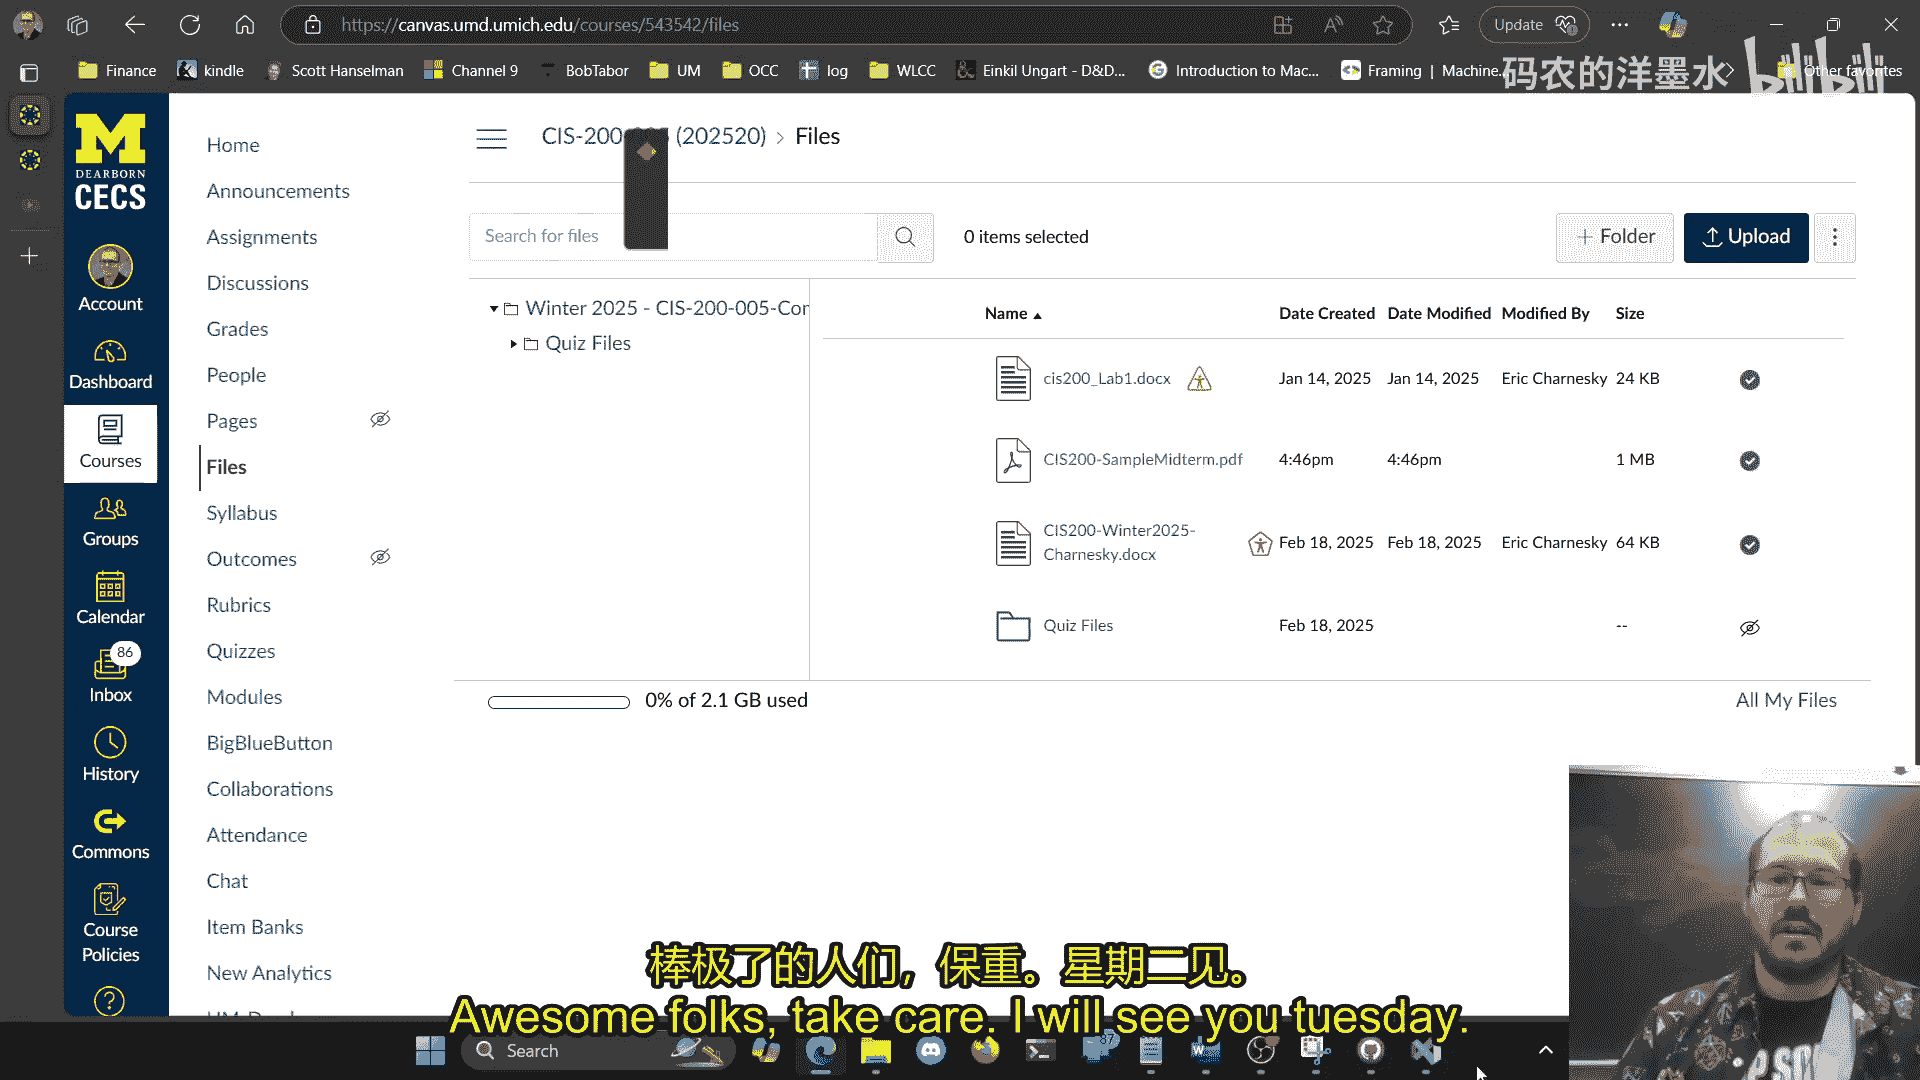 https://canvas.umd.umich.edu/courses/543542/files
Update
Finance
kindle
Scott Hanselman
Channel 9
BobTabor
UM
OCC
log
WLCC
Einkil Ungart - D&D...
Introduction to Mac...
Framing | Machine...
Other favorites
码农的洋墨水
bilibili
M
DEARBORN
CECS
Account
Dashboard
Courses
Groups
Calendar
86
Inbox
History
Commons
Course
Policies
Home
Announcements
Assignments
Discussions
Grades
People
Pages
Files
Syllabus
Outcomes
Rubrics
Quizzes
Modules
BigBlueButton
Collaborations
Attendance
Chat
Item Banks
New Analytics
CIS-200 (202520) › Files
Search for files
0 items selected
+ Folder
Upload
Winter 2025 - CIS-200-005-Cor
Quiz Files
Name
Date Created
Date Modified
Modified By
Size
cis200_Lab1.docx
Jan 14, 2025
Jan 14, 2025
Eric Charnesky
24 KB
CIS200-SampleMidterm.pdf
4:46pm
4:46pm
1 MB
CIS200-Winter2025-
Charnesky.docx
Feb 18, 2025
Feb 18, 2025
Eric Charnesky
64 KB
Quiz Files
Feb 18, 2025
--
0% of 2.1 GB used
All My Files
棒极了的人们，保重。星期二见。
Awesome folks, take care. I will see you tuesday.
Search
87